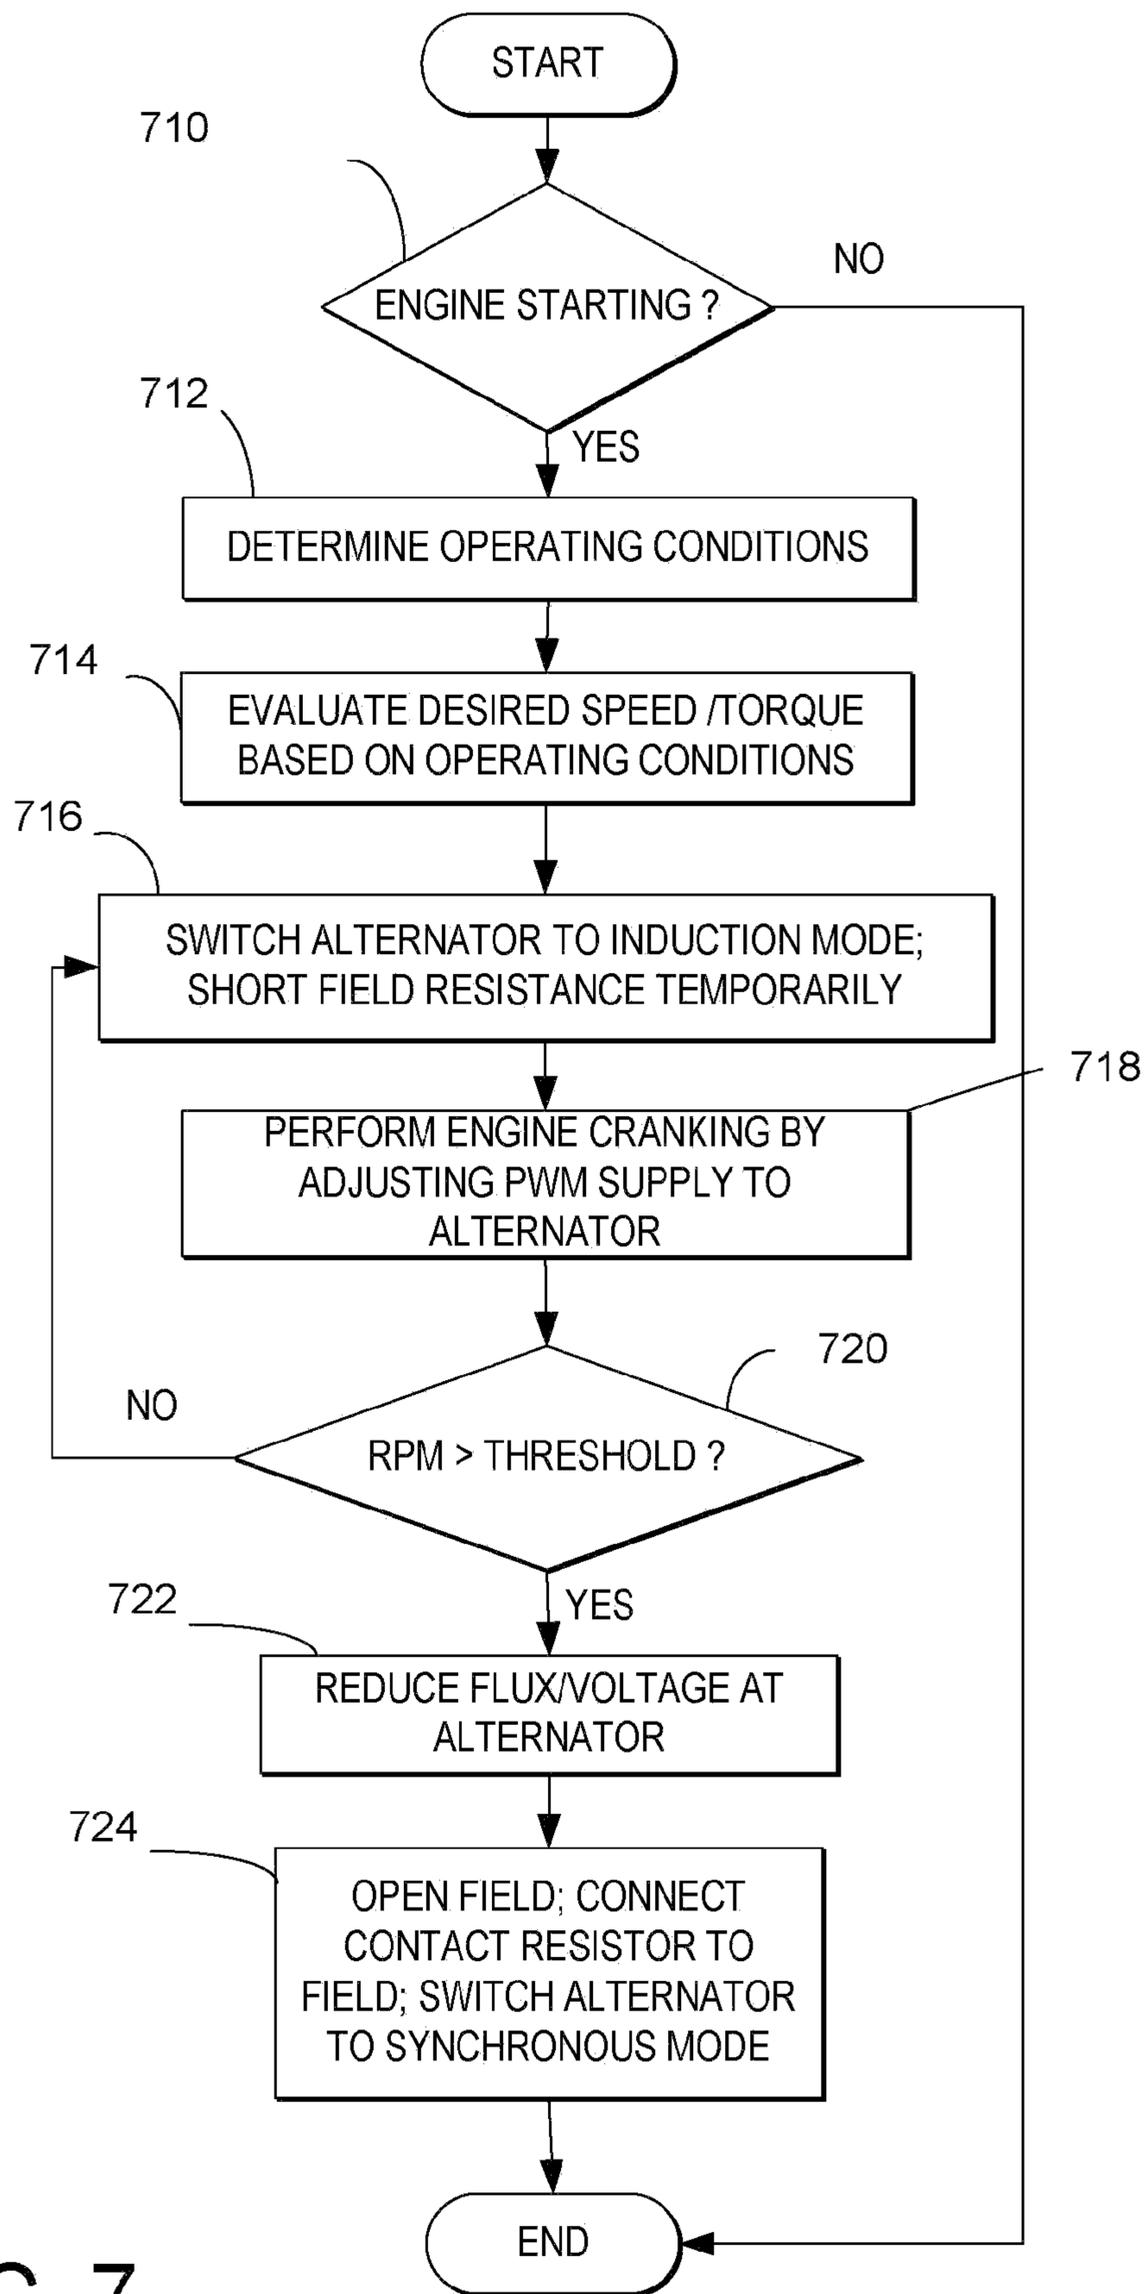 START
710
NO
ENGINE STARTING ?
712
YES
DETERMINE OPERATING CONDITIONS
714
EVALUATE DESIRED SPEED /TORQUE
BASED ON OPERATING CONDITIONS
716
SWITCH ALTERNATOR TO INDUCTION MODE;
SHORT FIELD RESISTANCE TEMPORARILY
718
PERFORM ENGINE CRANKING BY
ADJUSTING PWM SUPPLY TO
ALTERNATOR
720
NO
RPM > THRESHOLD ?
722
YES
REDUCE FLUX/VOLTAGE AT
ALTERNATOR
724
OPEN FIELD; CONNECT
CONTACT RESISTOR TO
FIELD; SWITCH ALTERNATOR
TO SYNCHRONOUS MODE
END